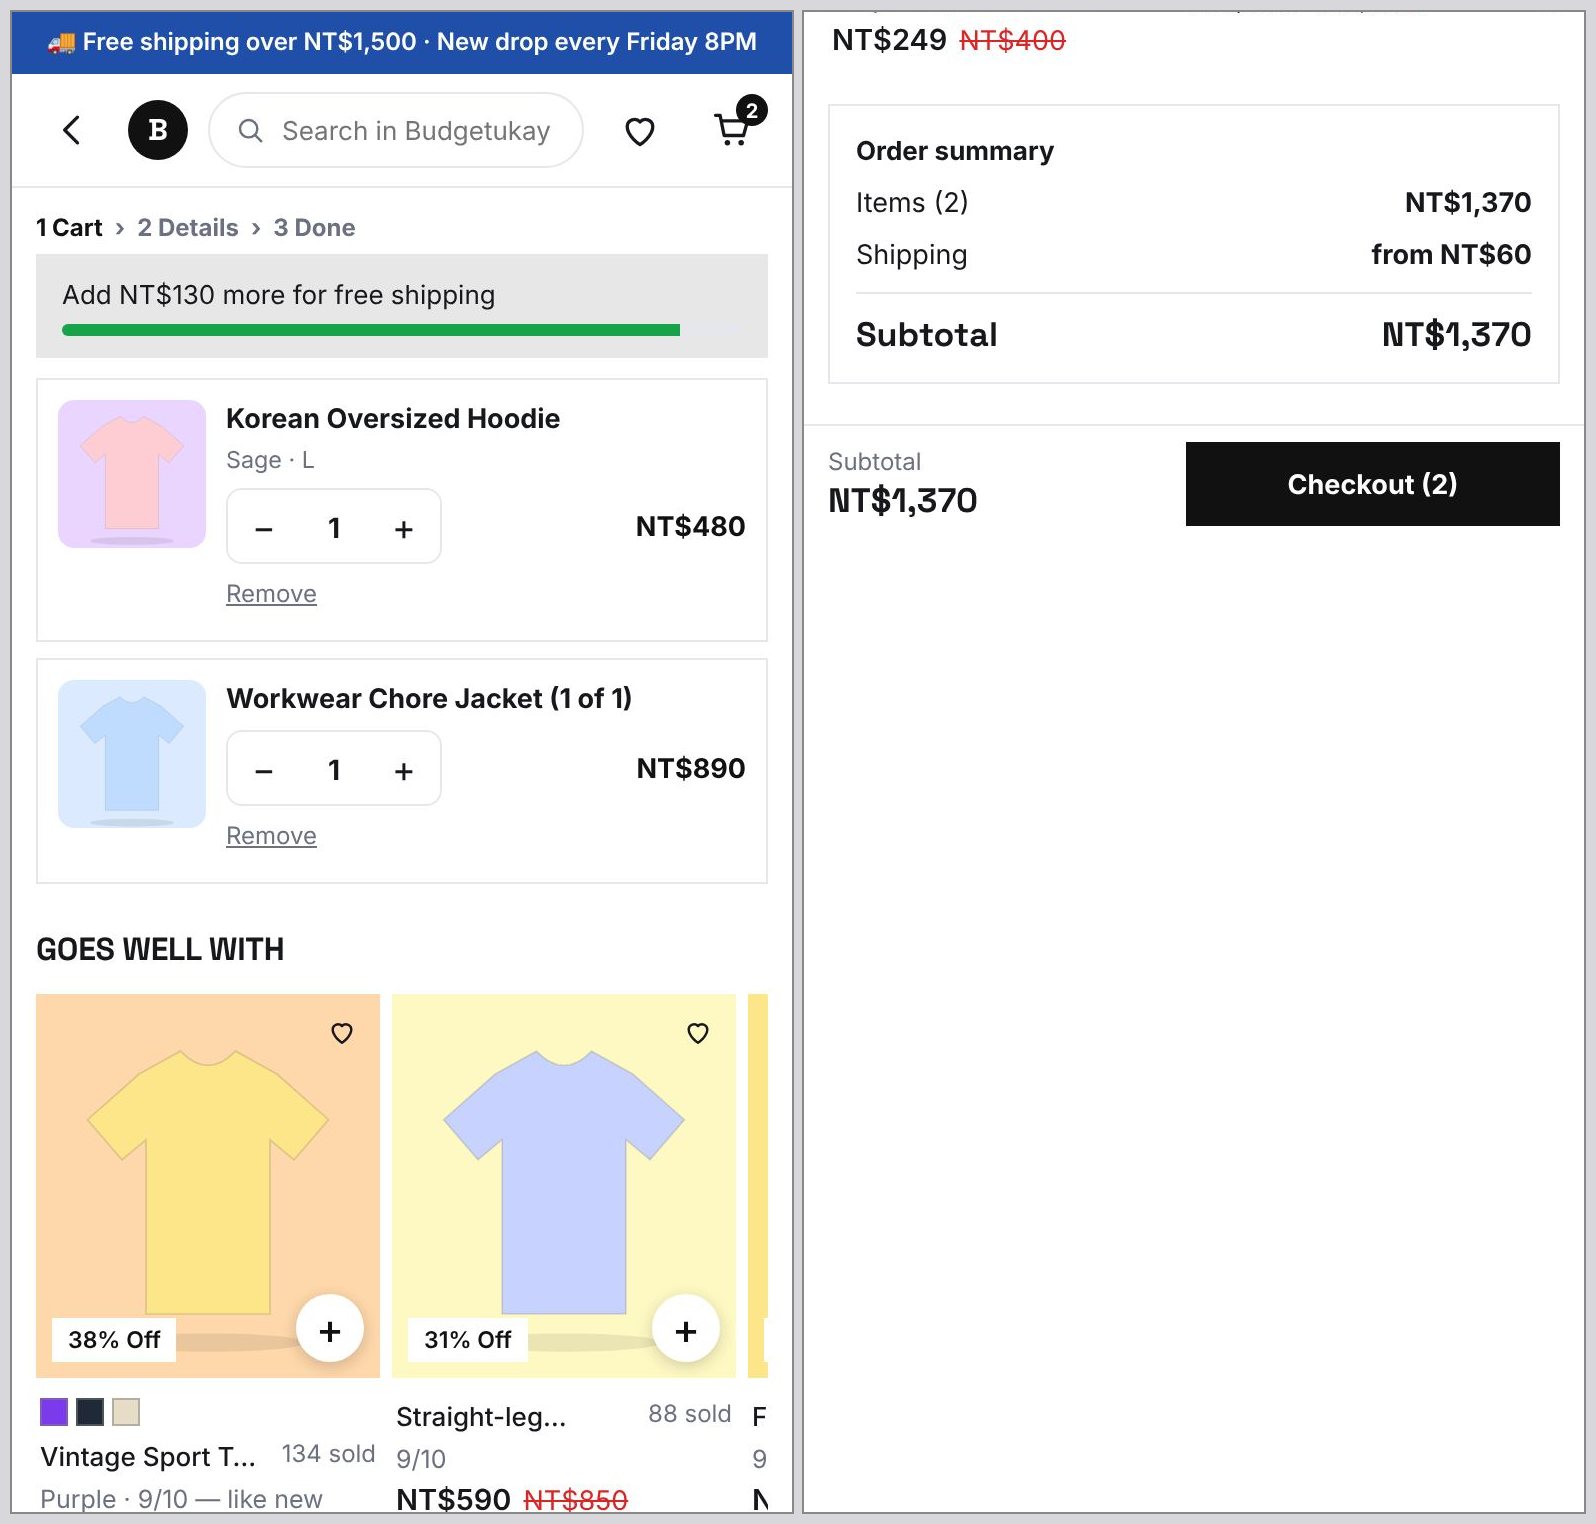 🚚 Free shipping over NT$1,500 · New drop every Friday 8PM
B
Search in Budgetukay
2
1 Cart › 2 Details › 3 Done
Add NT$130 more for free shipping
Korean Oversized Hoodie
Sage · L
− 1 +
NT$480
Remove
Workwear Chore Jacket (1 of 1)
− 1 +
NT$890
Remove
GOES WELL WITH
38% Off
+
31% Off
+
Vintage Sport T... 134 sold
Purple · 9/10 — like new
Straight-leg... 88 sold
9/10
NT$590 NT$850
F
9
NT$249 NT$400
Order summary
Items (2) NT$1,370
Shipping from NT$60
Subtotal NT$1,370
Subtotal
NT$1,370
Checkout (2)